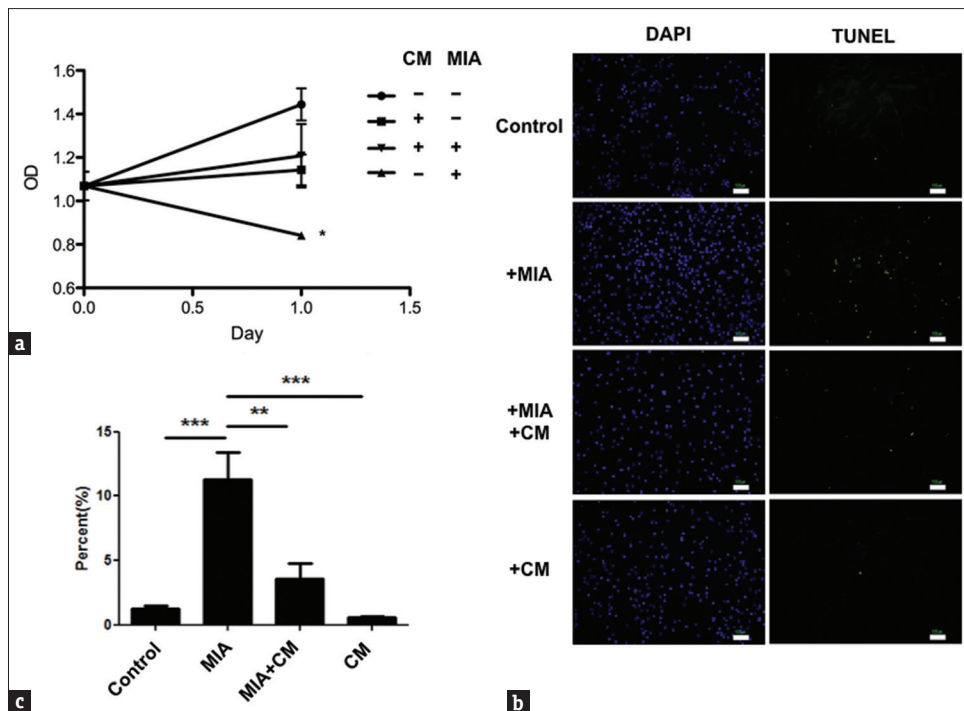 CM MIA
1.6
1.4
1.2
1.0
0.8
0.6
OD
− −
+ −
+ +
− +
*
0.0 0.5 1.0 1.5
Day
a
DAPI TUNEL
Control
+MIA
+MIA
+CM
+CM
b
***
**
***
15
10
5
0
Percent(%)
Control MIA MIA+CM CM
c